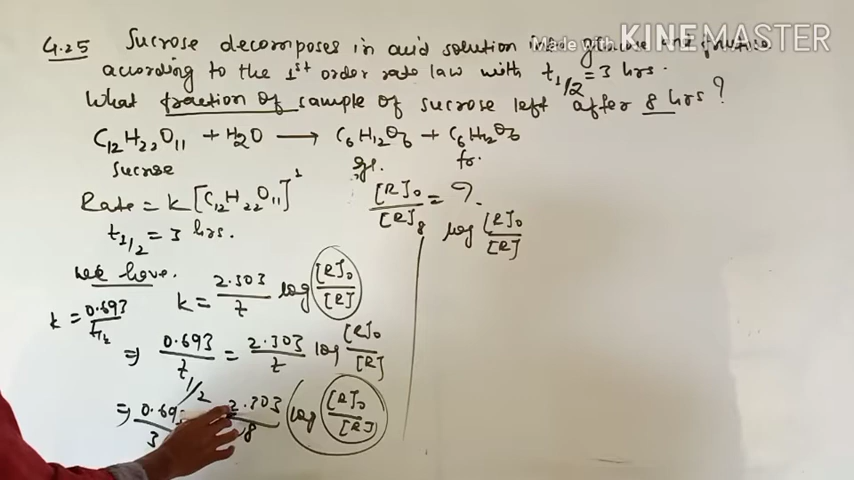 4.25 Sucrose decomposes in acid solution into glucose and fructose
Made with KINEMASTER
according to the 1st order rate law with t1/2 = 3 hrs.
What fraction of sample of sucrose left after 8 hrs ?
C12H22O11 + H2O ⟶ C6H12O6 + C6H12O6
Sucrose gl. fr.
Rate = k [C12H22O11]^1
[R]0/[R]8 = ?
t1/2 = 3 hrs.
log [R]0/[R]
We have.
k = 2.303/t log [R]0/[R]
k = 0.693/t1/2
⇒ 0.693/t1/2 = 2.303/t log [R]0/[R]
⇒ 0.693/3 2.303/8 log [R]0/[R]